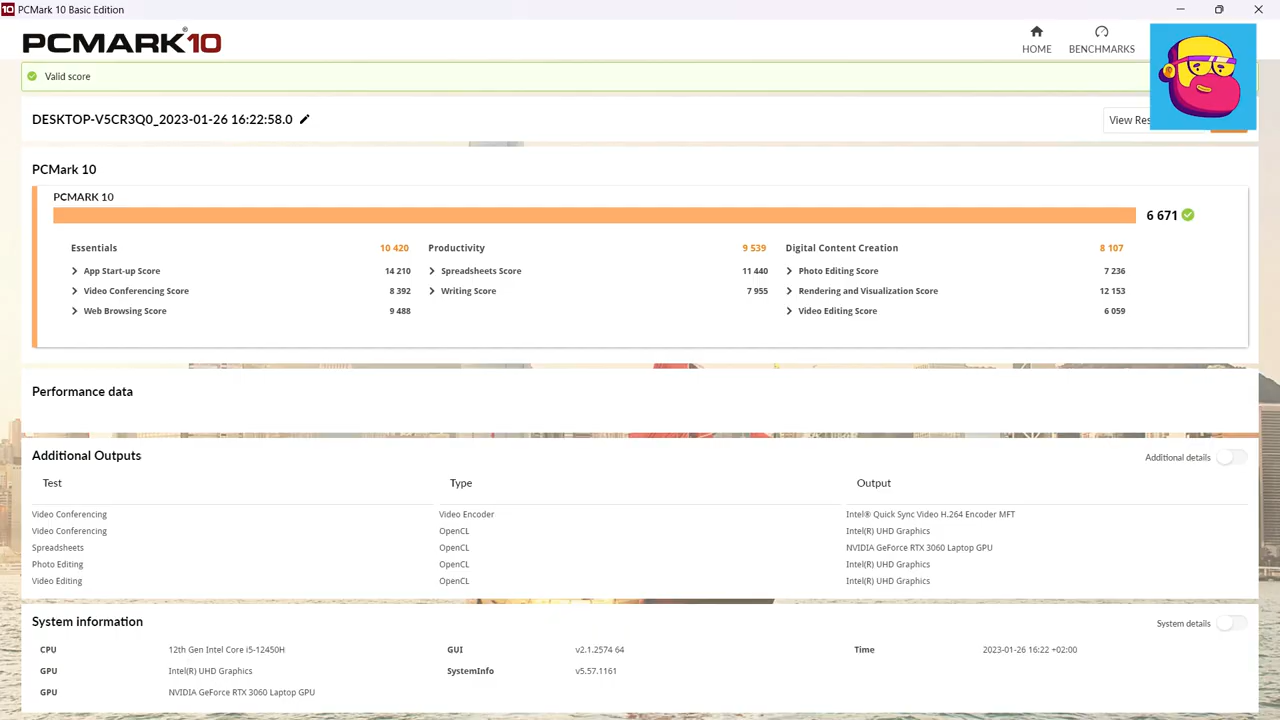 10 PCMark 10 Basic Edition
PCMARK®10
HOME
BENCHMARKS
Valid score
DESKTOP-V5CR3Q0_2023-01-26 16:22:58.0
View Res
PCMark 10
PCMARK 10
6 671
Essentials 10 420
App Start-up Score 14 210
Video Conferencing Score 8 392
Web Browsing Score 9 488
Productivity 9 539
Spreadsheets Score 11 440
Writing Score 7 955
Digital Content Creation 8 107
Photo Editing Score 7 236
Rendering and Visualization Score 12 153
Video Editing Score 6 059
Performance data
Additional Outputs
Additional details
Test Type Output
Video Conferencing Video Encoder Intel® Quick Sync Video H.264 Encoder MFT
Video Conferencing OpenCL Intel(R) UHD Graphics
Spreadsheets OpenCL NVIDIA GeForce RTX 3060 Laptop GPU
Photo Editing OpenCL Intel(R) UHD Graphics
Video Editing OpenCL Intel(R) UHD Graphics
System information
System details
CPU 12th Gen Intel Core i5-12450H GUI v2.1.2574 64 Time 2023-01-26 16:22 +02:00
GPU Intel(R) UHD Graphics SystemInfo v5.57.1161
GPU NVIDIA GeForce RTX 3060 Laptop GPU